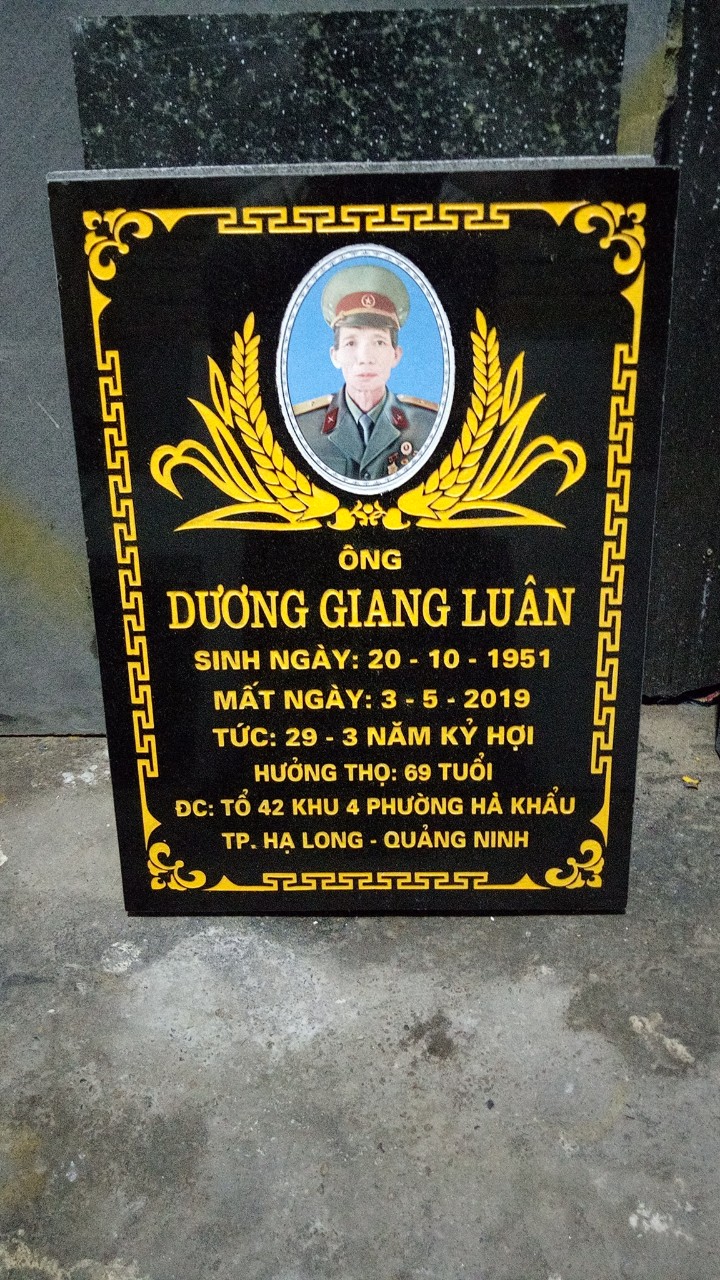 ÔNG
DƯƠNG GIANG LUÂN
SINH NGÀY: 20 - 10 - 1951
MẤT NGÀY: 3 - 5 - 2019
TỨC: 29 - 3 NĂM KỶ HỢI
HƯỞNG THỌ: 69 TUỔI
ĐC: TỔ 42 KHU 4 PHƯỜNG HÀ KHẨU
TP. HẠ LONG - QUẢNG NINH